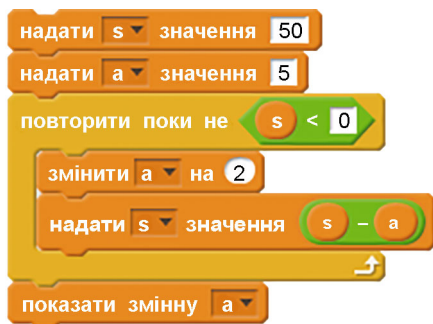 надати s значення 50
надати a значення 5
повторити поки не s < 0
змінити a на 2
надати s значення s - a
показати змінну a